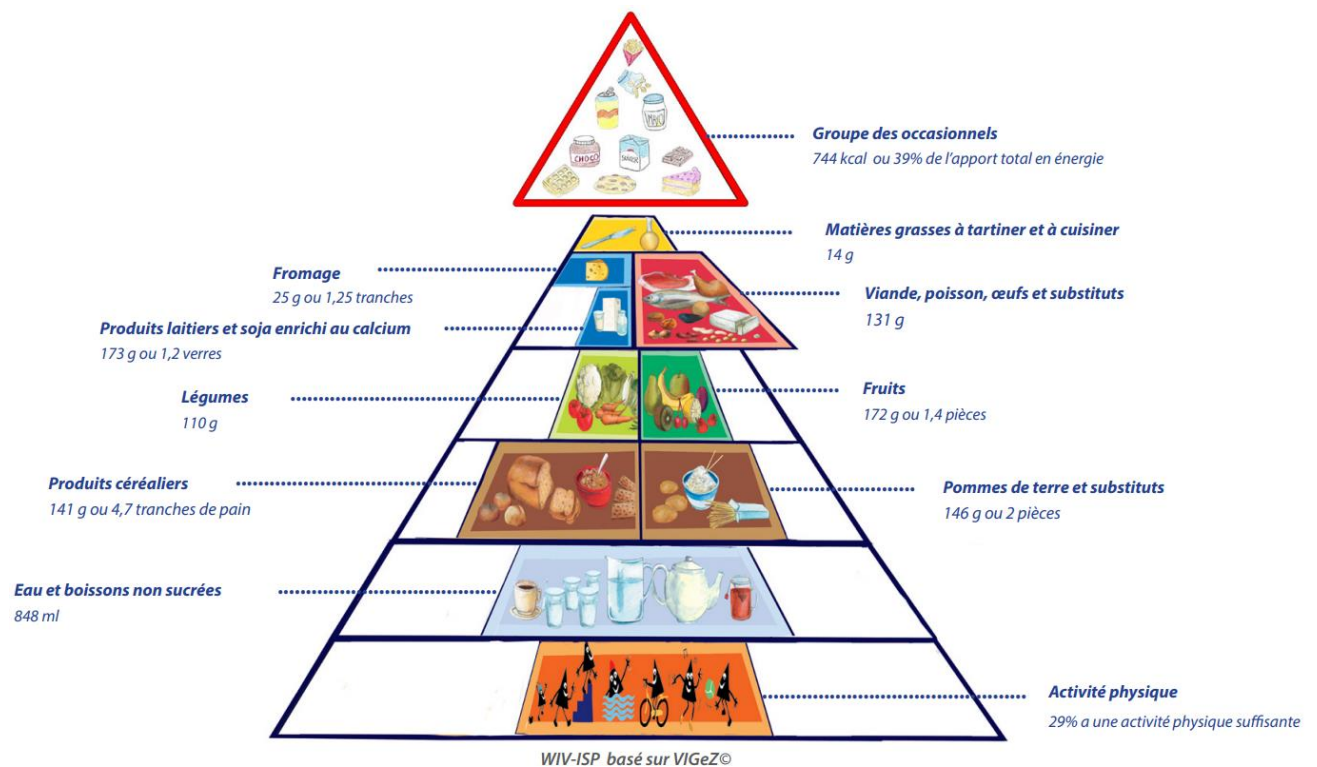 MAYO
CHOCO
Groupe des occasionnels
744 kcal ou 39% de l'apport total en énergie
Matières grasses à tartiner et à cuisiner
14 g
Fromage
25 g ou 1,25 tranches
Viande, poisson, œufs et substituts
131 g
Produits laitiers et soja enrichi au calcium
173 g ou 1,2 verres
Légumes
110 g
Fruits
172 g ou 1,4 pièces
Produits céréaliers
141 g ou 4,7 tranches de pain
Pommes de terre et substituts
146 g ou 2 pièces
Eau et boissons non sucrées
848 ml
Activité physique
29% a une activité physique suffisante
WIV-ISP basé sur VIGeZ©